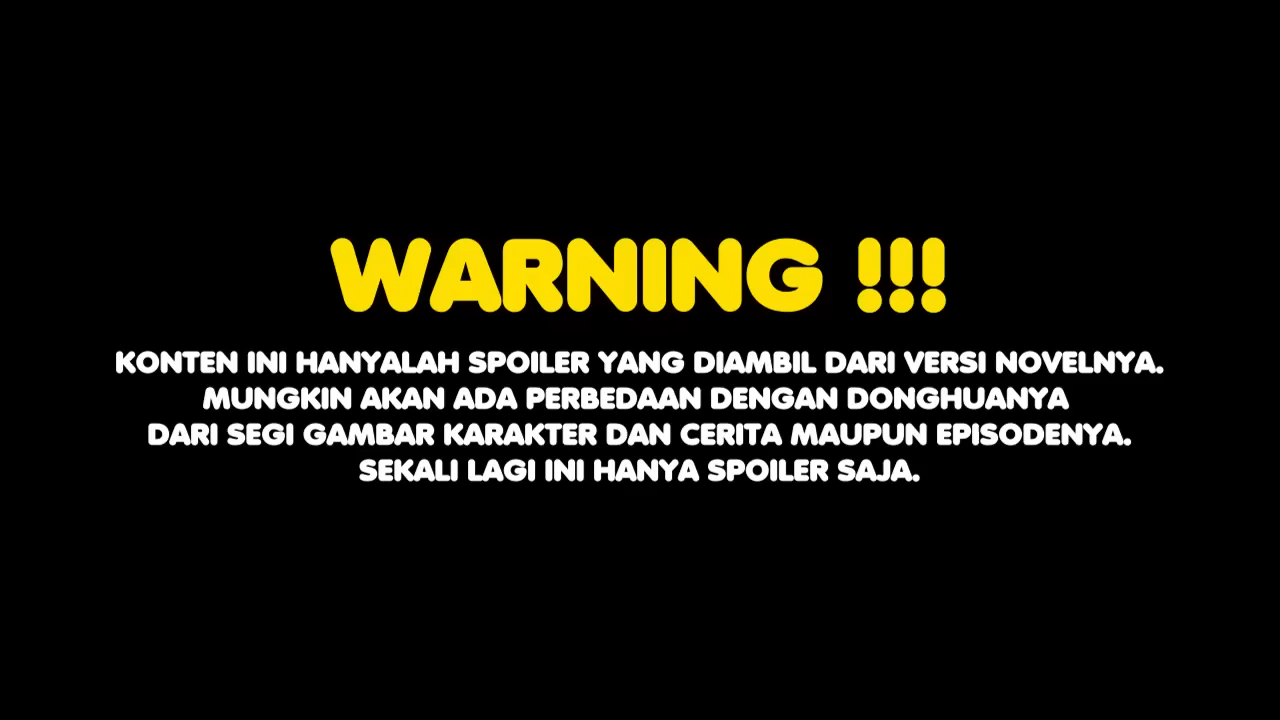 WARNING !!!
KONTEN INI HANYALAH SPOILER YANG DIAMBIL DARI VERSI NOVELNYA.
MUNGKIN AKAN ADA PERBEDAAN DENGAN DONGHUANYA
DARI SEGI GAMBAR KARAKTER DAN CERITA MAUPUN EPISODENYA.
SEKALI LAGI INI HANYA SPOILER SAJA.